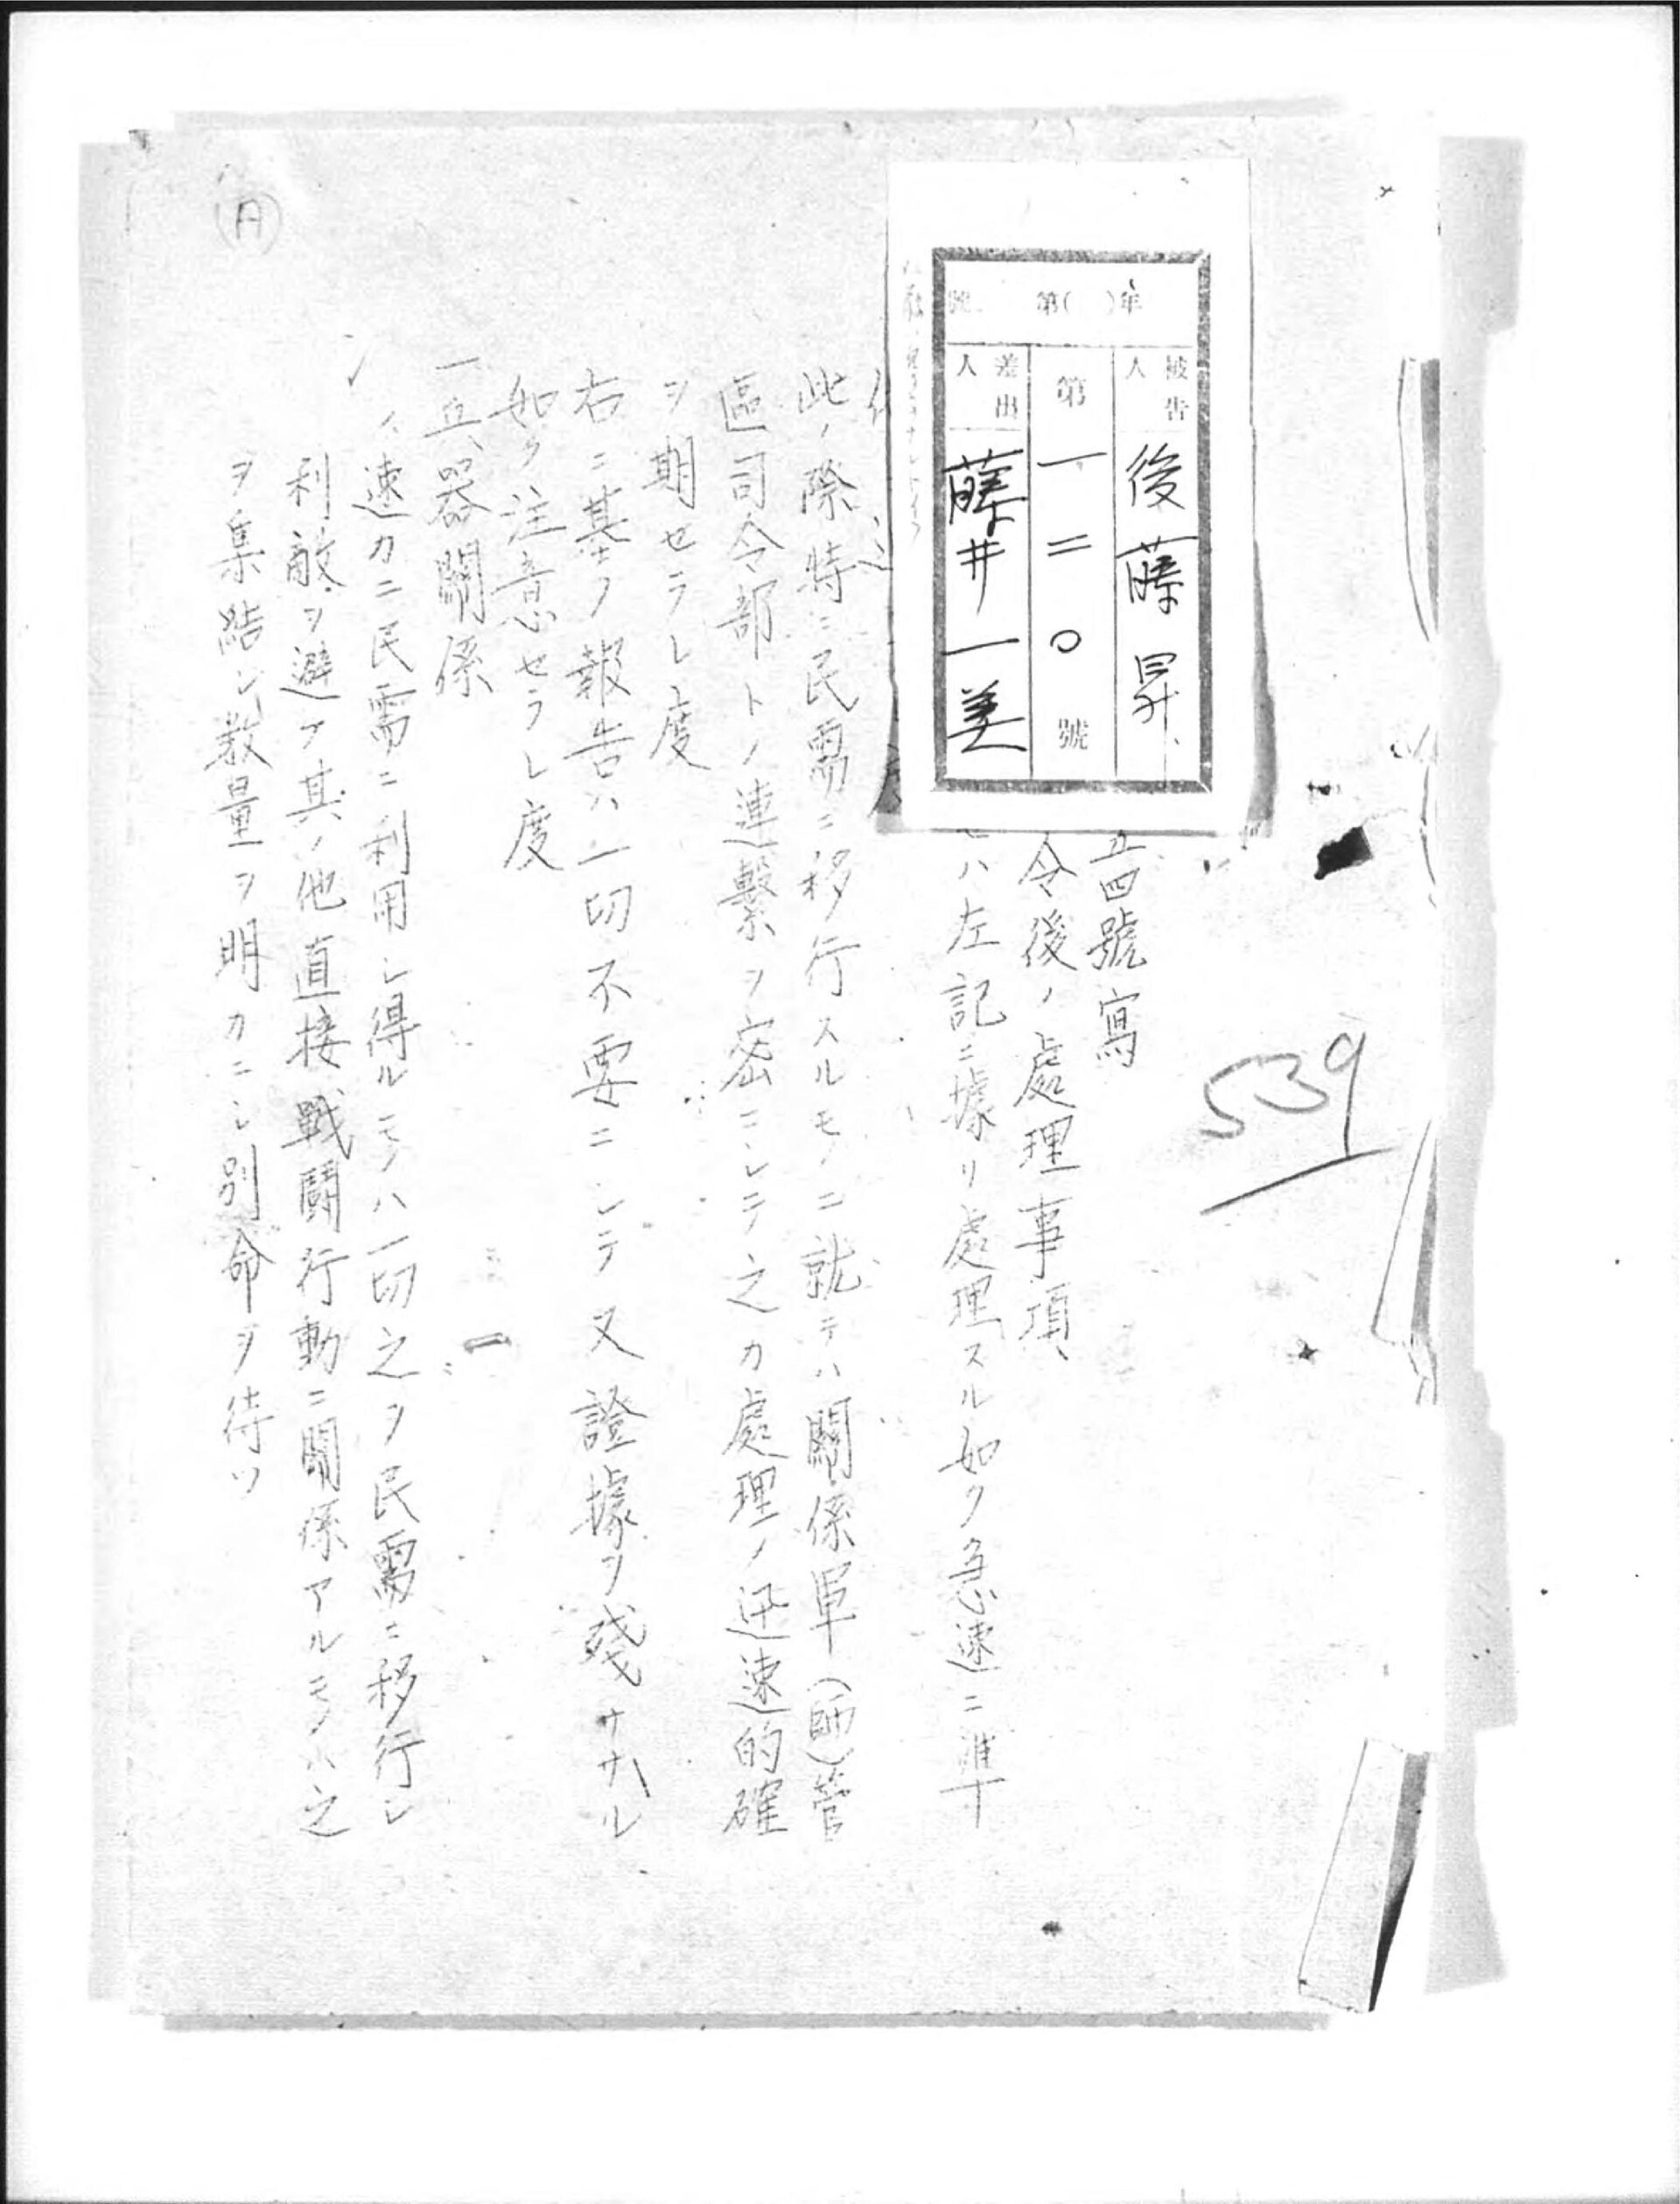 539
年
第( )
號
被告人
後藤昇
第一二〇號
差出人
藤井一美
五四號寫
令後ノ處理事項
ハ左記ニ據リ處理スル如ク急速ニ準
此ノ際特ニ民需ニ移行スルモノニ就テハ關係軍(師)管
區司令部トノ連繋ヲ密ニシテ之カ處理ノ迅速的確
ヲ期セラレ度
右ニ基ク報告ハ一切不要ニシテ又證據ヲ殘ササル
如ク注意セラレ度
一兵器關係
イ速カニ民需ニ利用シ得ルモノハ一切之ヲ民需ニ移行シ
利敵ヲ避ケ其ノ他直接戰鬪行動ニ關係アルモノハ之
ヲ集結シ数量ヲ明カニシ別命ヲ待ツ
(A)